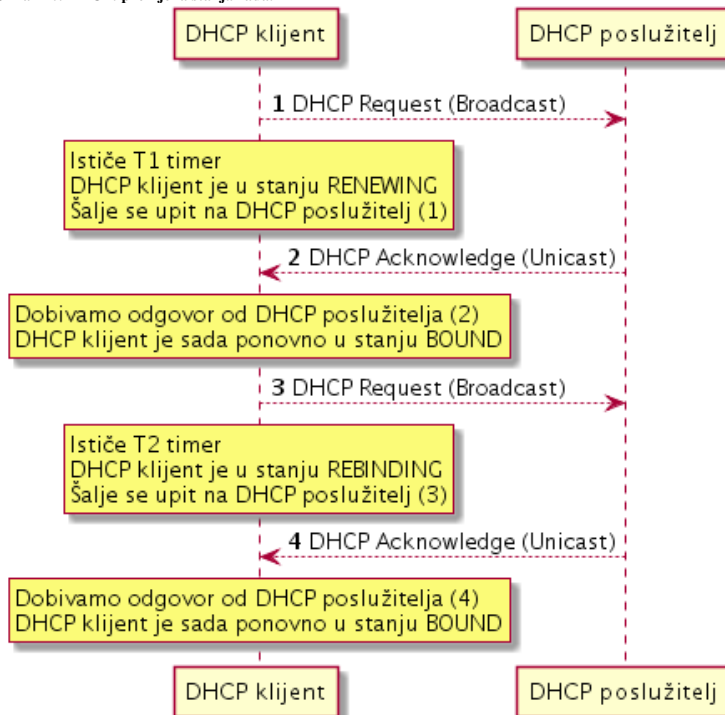 DHCP klijent DHCP poslužitelj
1 DHCP Request (Broadcast)
Ističe T1 timer
DHCP klijent je u stanju RENEWING
Šalje se upit na DHCP poslužitelj (1)
2 DHCP Acknowledge (Unicast)
Dobivamo odgovor od DHCP poslužitelja (2)
DHCP klijent je sada ponovno u stanju BOUND
3 DHCP Request (Broadcast)
Ističe T2 timer
DHCP klijent je u stanju REBINDING
Šalje se upit na DHCP poslužitelj (3)
4 DHCP Acknowledge (Unicast)
Dobivamo odgovor od DHCP poslužitelja (4)
DHCP klijent je sada ponovno u stanju BOUND
DHCP klijent DHCP poslužitelj